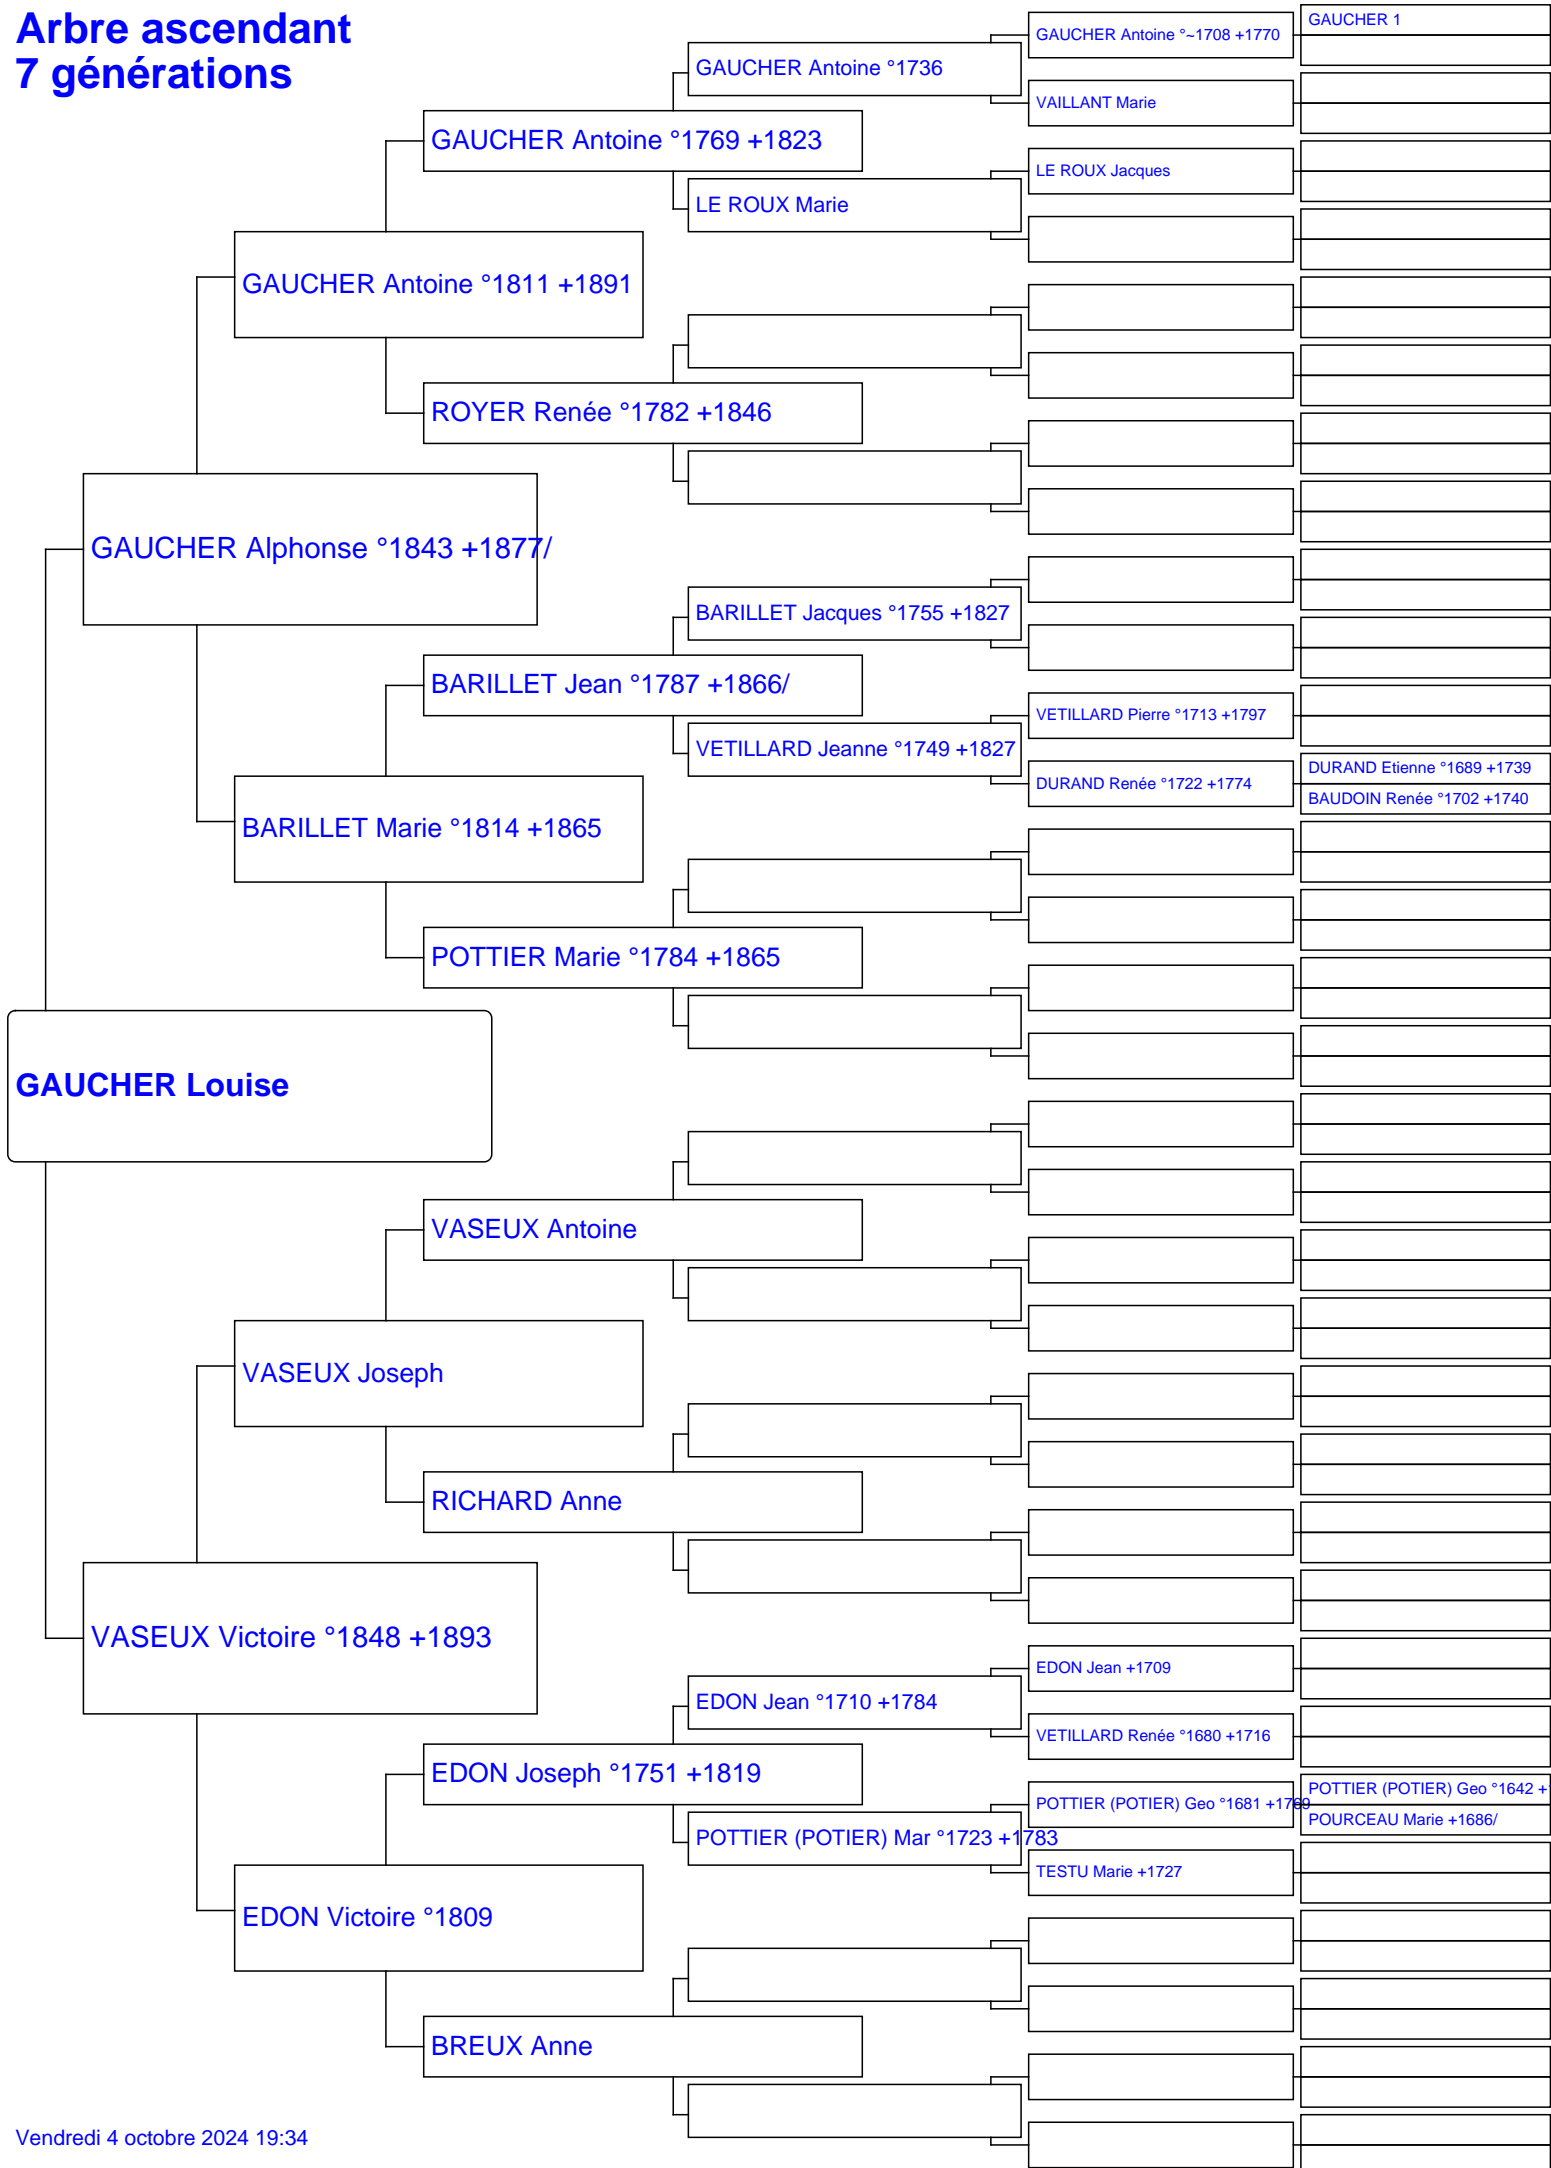 Arbre ascendant
7 générations
GAUCHER 1
GAUCHER Antoine °~1708 +1770
GAUCHER Antoine °1736
VAILLANT Marie
GAUCHER Antoine °1769 +1823
LE ROUX Jacques
LE ROUX Marie
GAUCHER Antoine °1811 +1891
ROYER Renée °1782 +1846
GAUCHER Alphonse °1843 +1877/
BARILLET Jacques °1755 +1827
BARILLET Jean °1787 +1866/
VETILLARD Pierre °1713 +1797
VETILLARD Jeanne °1749 +1827
DURAND Etienne °1689 +1739
DURAND Renée °1722 +1774
BAUDOIN Renée °1702 +1740
BARILLET Marie °1814 +1865
POTTIER Marie °1784 +1865
GAUCHER Louise
VASEUX Antoine
VASEUX Joseph
RICHARD Anne
VASEUX Victoire °1848 +1893
EDON Jean +1709
EDON Jean °1710 +1784
VETILLARD Renée °1680 +1716
EDON Joseph °1751 +1819
POTTIER (POTIER) Geo °1642 +
POTTIER (POTIER) Geo °1681 +1769
POURCEAU Marie +1686/
POTTIER (POTIER) Mar °1723 +1783
TESTU Marie +1727
EDON Victoire °1809
BREUX Anne
Vendredi 4 octobre 2024 19:34